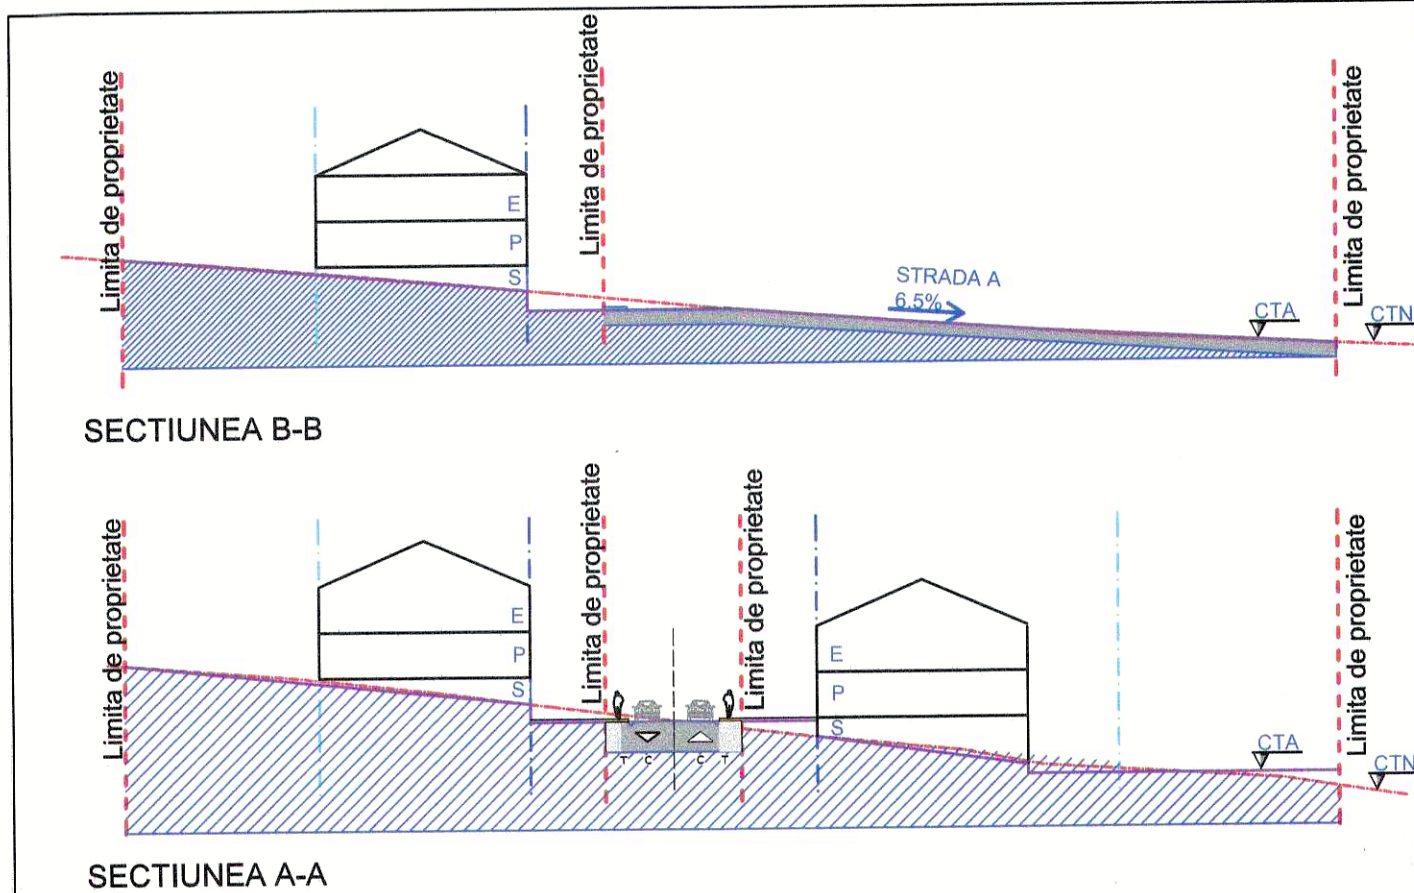 Limita de proprietate
Limita de proprietate
Limita de proprietate
E
P
S
STRADA A
6.5%
CTA
CTN
SECTIUNEA B-B
Limita de proprietate
Limita de proprietate
Limita de proprietate
Limita de proprietate
E
P
S
E
P
S
T C C T
CTA
CTN
SECTIUNEA A-A